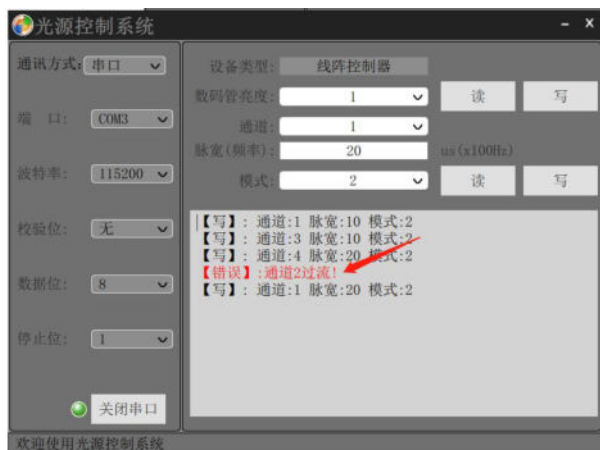 光源控制系统
通讯方式: 串口
端 口: COM3
波特率: 115200
校验位: 无
数据位: 8
停止位: 1
关闭串口
设备类型: 线阵控制器
数码管亮度: 1 读 写
通道: 1
脉宽(频率): 20 us(x100Hz)
模式: 2 读 写
【写】: 通道:1 脉宽:10 模式:2
【写】: 通道:3 脉宽:10 模式:2
【写】: 通道:4 脉宽:20 模式:2
【错误】:通道2过流!
【写】: 通道:1 脉宽:20 模式:2
欢迎使用光源控制系统